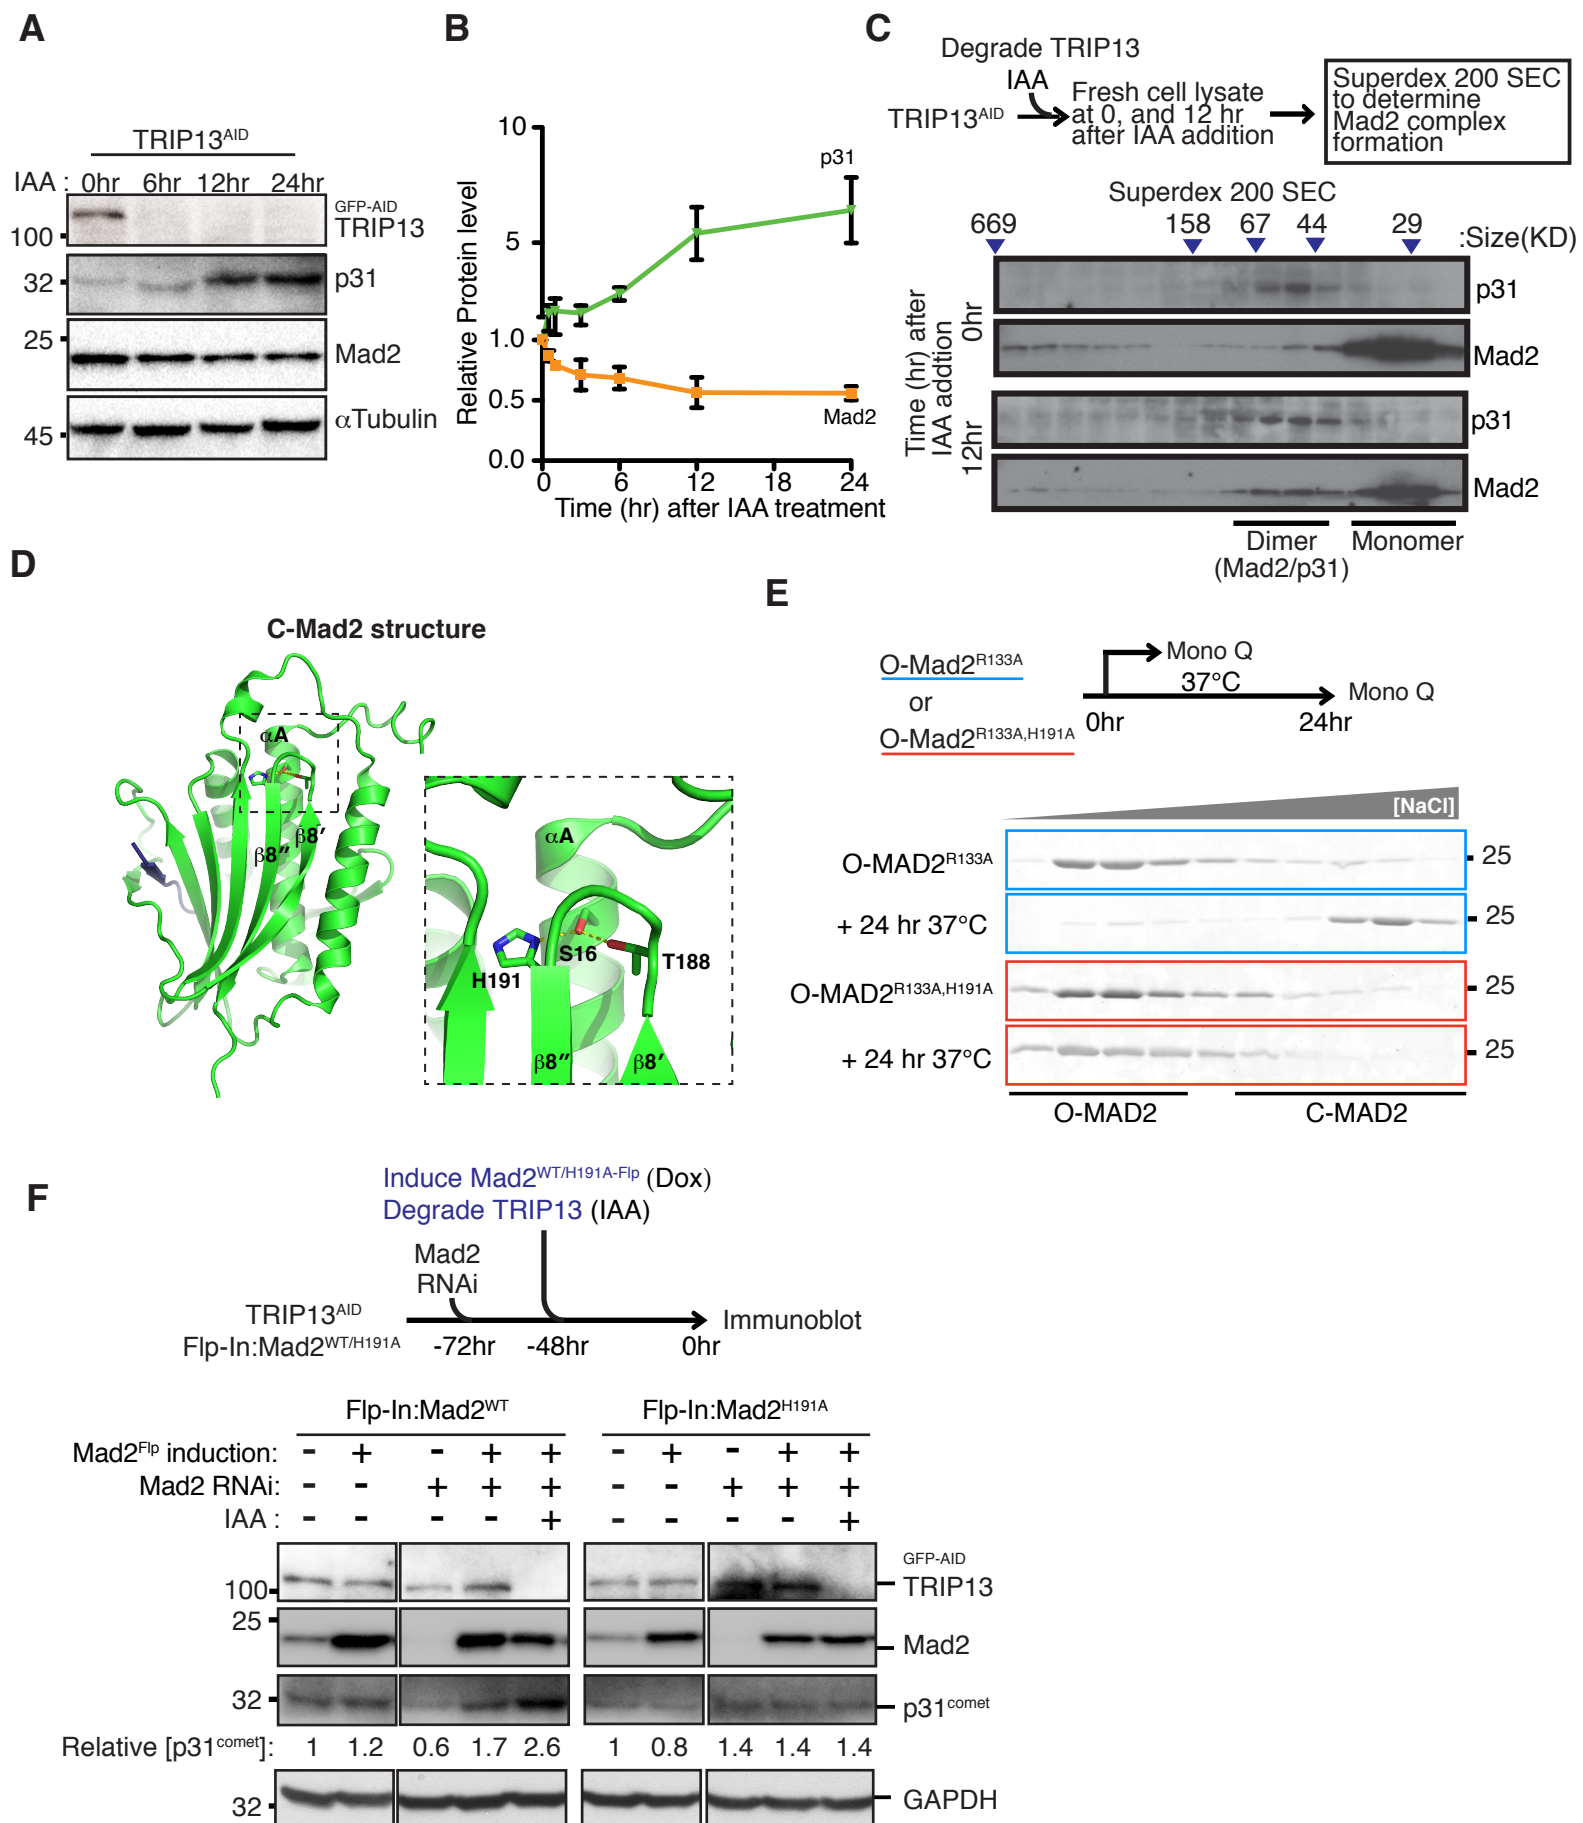 A
TRIP13AID
IAA : 0hr 6hr 12hr 24hr
GFP-AID
TRIP13
100
32
p31
25
Mad2
45
αTubulin
B
Relative Protein level
10
5
1.0
0.5
0.0
p31
Mad2
0 6 12 18 24
Time (hr) after IAA treatment
C
Degrade TRIP13
IAA
TRIP13AID
Fresh cell lysate
at 0, and 12 hr
after IAA addition
Superdex 200 SEC
to determine
Mad2 complex
formation
Superdex 200 SEC
669 158 67 44 29 :Size(KD)
Time (hr) after
IAA addtion
0hr
12hr
p31
Mad2
p31
Mad2
Dimer
(Mad2/p31)
Monomer
D
C-Mad2 structure
αA
β8″
β8′
αA
H191
S16
T188
β8″
β8′
E
O-Mad2R133A
or
O-Mad2R133A,H191A
Mono Q
37°C
Mono Q
0hr
24hr
[NaCl]
O-MAD2R133A
25
+ 24 hr 37°C
25
O-MAD2R133A,H191A
25
+ 24 hr 37°C
25
O-MAD2
C-MAD2
F
Induce Mad2WT/H191A-Flp (Dox)
Degrade TRIP13 (IAA)
Mad2
RNAi
TRIP13AID
Flp-In:Mad2WT/H191A
-72hr
-48hr
0hr
Immunoblot
Flp-In:Mad2WT
Flp-In:Mad2H191A
Mad2Flp induction: - + - + + - + - + +
Mad2 RNAi: - - + + + - - + + +
IAA : - - - - + - - - - +
GFP-AID
100
TRIP13
25
Mad2
32
p31comet
Relative [p31comet]: 1 1.2 0.6 1.7 2.6 1 0.8 1.4 1.4 1.4
32
GAPDH